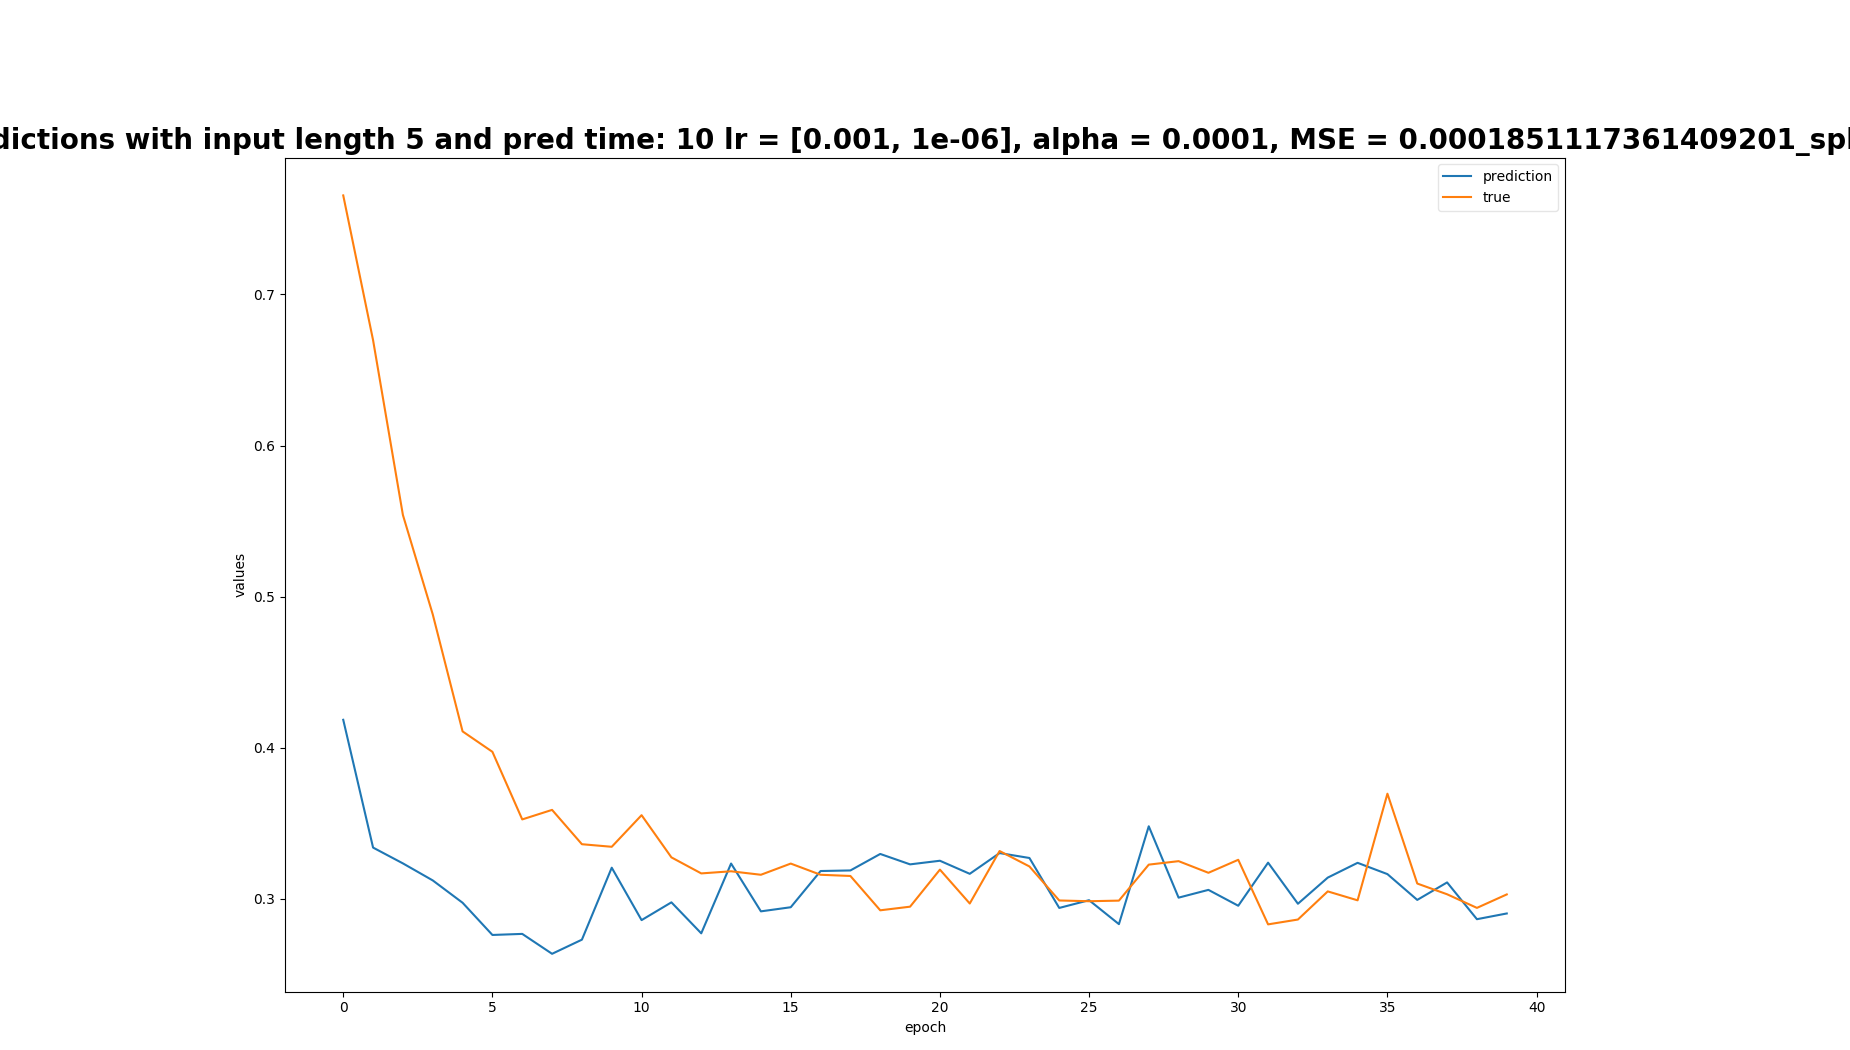 dictions with input length 5 and pred time: 10 lr = [0.001, 1e-06], alpha = 0.0001, MSE = 0.0001851117361409201_spl
prediction
true
values
0.7
0.6
0.5
0.4
0.3
0 5 10 15 20 25 30 35 40
epoch